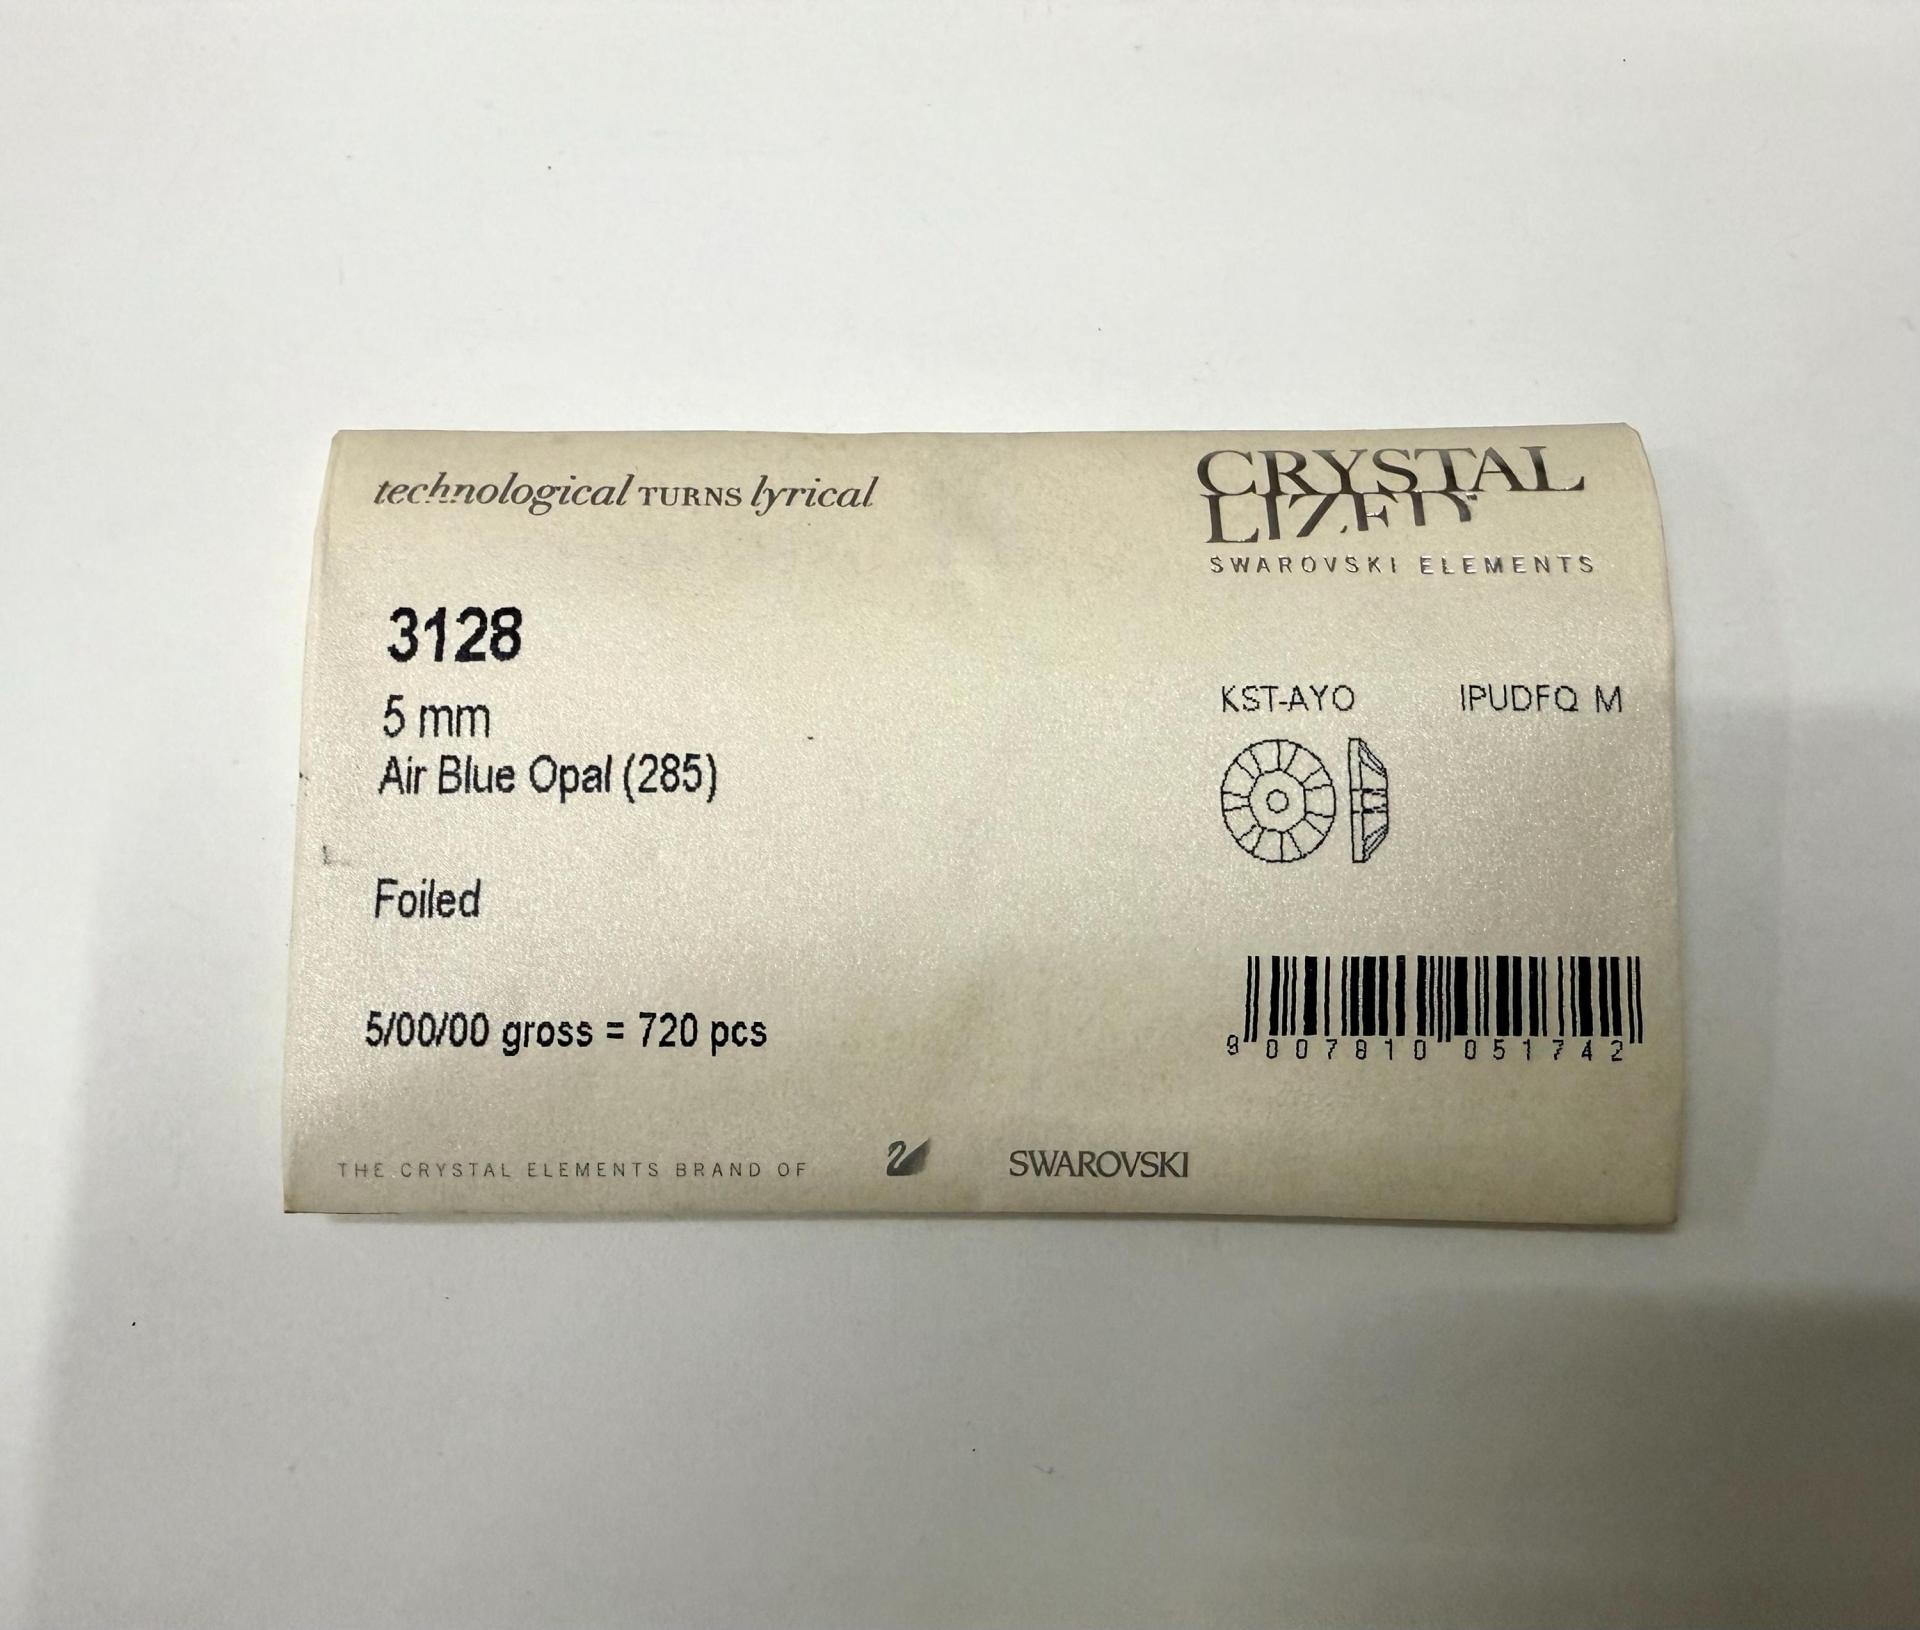 technological TURNS lyrical
CRYSTAL
LIZED™
SWAROVSKI ELEMENTS
3128
5 mm
Air Blue Opal (285)
KST-AYO IPUDFQ M
Foiled
5/00/00 gross = 720 pcs
9 007810 051742
THE CRYSTAL ELEMENTS BRAND OF SWAROVSKI